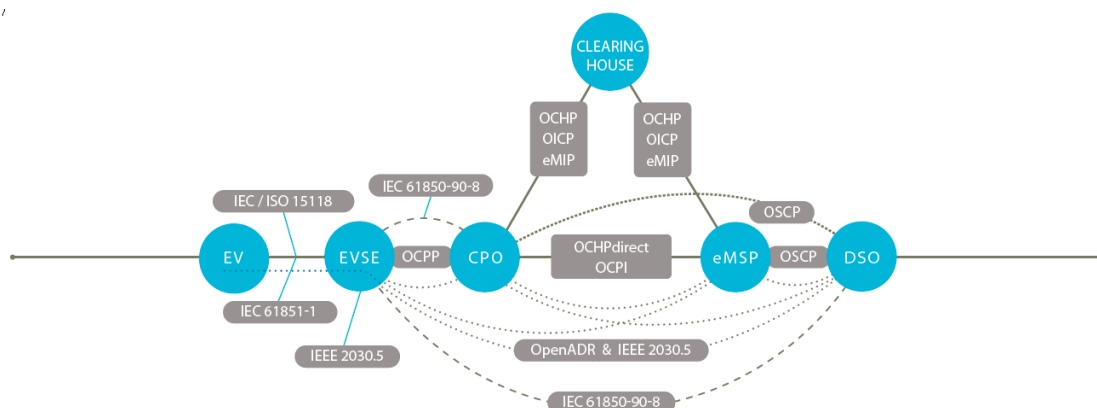 CLEARING
HOUSE
OCHP
OICP
eMIP
OCHP
OICP
eMIP
IEC 61850-90-8
IEC / ISO 15118
OSCP
EV
EVSE
OCPP
CPO
OCHPdirect
OCPI
eMSP
OSCP
DSO
IEC 61851-1
IEEE 2030.5
OpenADR & IEEE 2030.5
IEC 61850-90-8